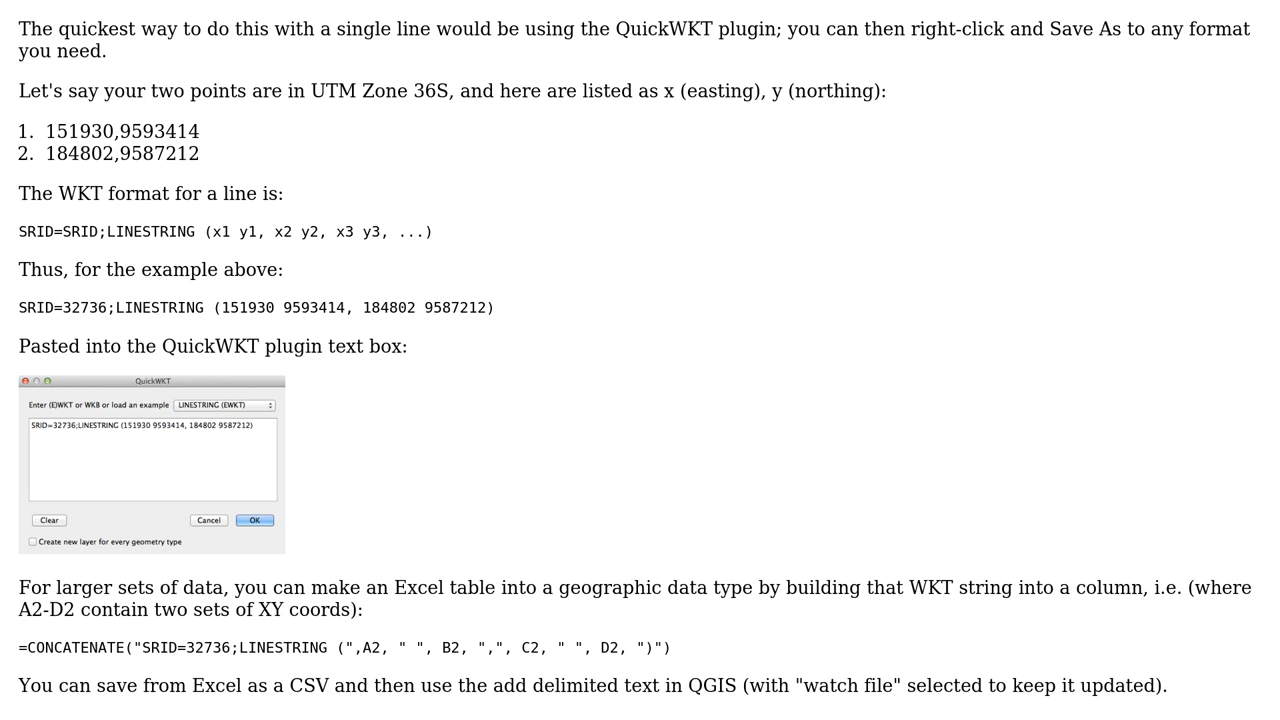 The quickest way to do this with a single line would be using the QuickWKT plugin; you can then right-click and Save As to any format
you need.
Let's say your two points are in UTM Zone 36S, and here are listed as x (easting), y (northing):
1. 151930,9593414
2. 184802,9587212
The WKT format for a line is:
SRID=SRID;LINESTRING (x1 y1, x2 y2, x3 y3, ...)
Thus, for the example above:
SRID=32736;LINESTRING (151930 9593414, 184802 9587212)
Pasted into the QuickWKT plugin text box:
QuickWKT
Enter (E)WKT or WKB or load an example LINESTRING (EWKT)
SRID=32736;LINESTRING (151930 9593414, 184802 9587212)
Clear Cancel OK
Create new layer for every geometry type
For larger sets of data, you can make an Excel table into a geographic data type by building that WKT string into a column, i.e. (where
A2-D2 contain two sets of XY coords):
=CONCATENATE("SRID=32736;LINESTRING (",A2, " ", B2, ",", C2, " ", D2, ")")
You can save from Excel as a CSV and then use the add delimited text in QGIS (with "watch file" selected to keep it updated).